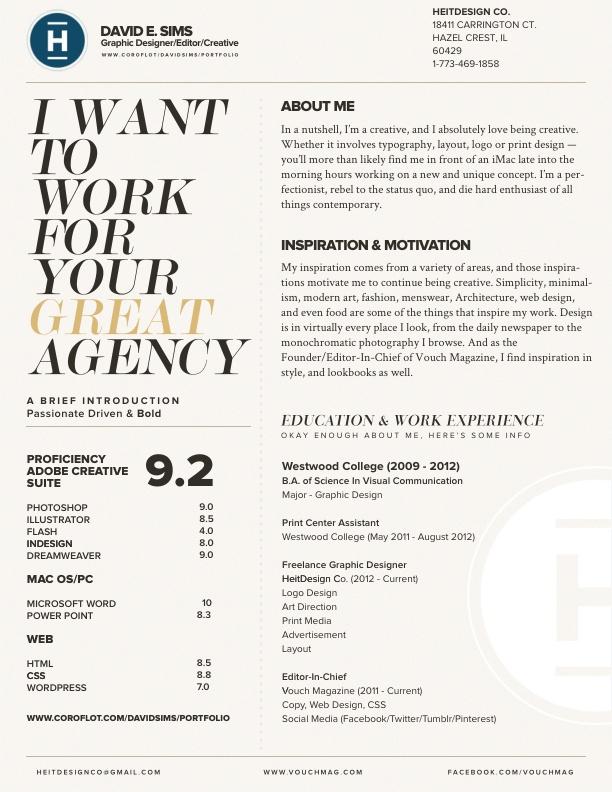 H
DAVID E. SIMS
Graphic Designer/Editor/Creative
WWW.COROFLOT/DAVIDSIMS/PORTFOLIO
HEITDESIGN CO.
18411 CARRINGTON CT.
HAZEL CREST, IL
60429
1-773-469-1858
I WANT
TO
WORK
FOR
YOUR
GREAT
AGENCY
A BRIEF INTRODUCTION
Passionate Driven & Bold
PROFICIENCY
ADOBE CREATIVE
SUITE
9.2
PHOTOSHOP 9.0
ILLUSTRATOR 8.5
FLASH 4.0
INDESIGN 8.0
DREAMWEAVER 9.0
MAC OS/PC
MICROSOFT WORD 10
POWER POINT 8.3
WEB
HTML 8.5
CSS 8.8
WORDPRESS 7.0
WWW.COROFLOT.COM/DAVIDSIMS/PORTFOLIO
ABOUT ME
In a nutshell, I'm a creative, and I absolutely love being creative.
Whether it involves typography, layout, logo or print design —
you'll more than likely find me in front of an iMac late into the
morning hours working on a new and unique concept. I'm a per-
fectionist, rebel to the status quo, and die hard enthusiast of all
things contemporary.
INSPIRATION & MOTIVATION
My inspiration comes from a variety of areas, and those inspira-
tions motivate me to continue being creative. Simplicity, minimal-
ism, modern art, fashion, menswear, Architecture, web design,
and even food are some of the things that inspire my work. Design
is in virtually every place I look, from the daily newspaper to the
monochromatic photography I browse. And as the
Founder/Editor-In-Chief of Vouch Magazine, I find inspiration in
style, and lookbooks as well.
EDUCATION & WORK EXPERIENCE
OKAY ENOUGH ABOUT ME, HERE'S SOME INFO
Westwood College (2009 - 2012)
B.A. of Science In Visual Communication
Major - Graphic Design
Print Center Assistant
Westwood College (May 2011 - August 2012)
Freelance Graphic Designer
HeitDesign Co. (2012 - Current)
Logo Design
Art Direction
Print Media
Advertisement
Layout
Editor-In-Chief
Vouch Magazine (2011 - Current)
Copy, Web Design, CSS
Social Media (Facebook/Twitter/Tumblr/Pinterest)
H
HEITDESIGNCO@GMAIL.COM
WWW.VOUCHMAG.COM
FACEBOOK.COM/VOUCHMAG